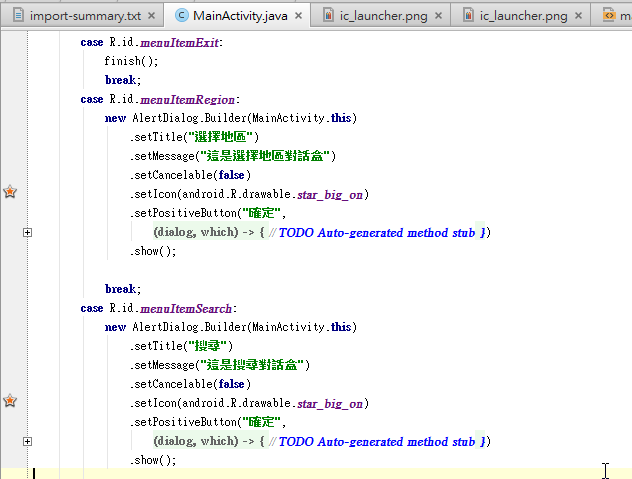 import-summary.txt
MainActivity.java
ic_launcher.png
ic_launcher.png
ma
case R.id.menuItemExit:
finish();
break;
case R.id.menuItemRegion:
new AlertDialog.Builder(MainActivity.this)
.setTitle("選擇地區")
.setMessage("這是選擇地區對話盒")
.setCancelable(false)
.setIcon(android.R.drawable.star_big_on)
.setPositiveButton("確定",
(dialog, which) -> { // TODO Auto-generated method stub })
.show();
break;
case R.id.menuItemSearch:
new AlertDialog.Builder(MainActivity.this)
.setTitle("搜尋")
.setMessage("這是搜尋對話盒")
.setCancelable(false)
.setIcon(android.R.drawable.star_big_on)
.setPositiveButton("確定",
(dialog, which) -> { // TODO Auto-generated method stub })
.show();